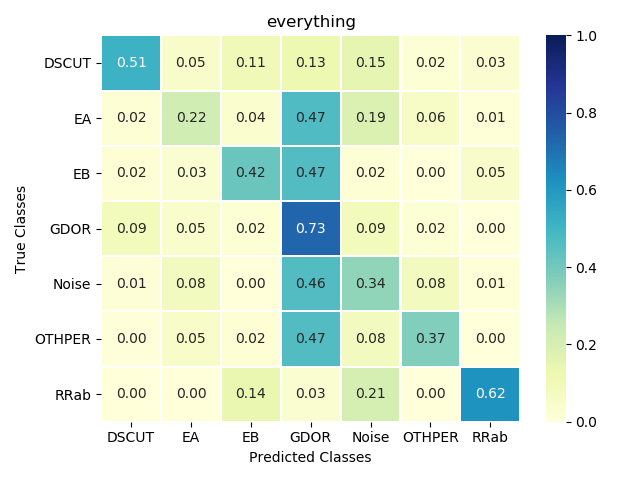 everything
DSCUT 0.51 0.05 0.11 0.13 0.15 0.02 0.03
EA 0.02 0.22 0.04 0.47 0.19 0.06 0.01
EB 0.02 0.03 0.42 0.47 0.02 0.00 0.05
GDOR 0.09 0.05 0.02 0.73 0.09 0.02 0.00
Noise 0.01 0.08 0.00 0.46 0.34 0.08 0.01
OTHPER 0.00 0.05 0.02 0.47 0.08 0.37 0.00
RRab 0.00 0.00 0.14 0.03 0.21 0.00 0.62
DSCUT EA EB GDOR Noise OTHPER RRab
Predicted Classes
True Classes
1.0
0.8
0.6
0.4
0.2
0.0